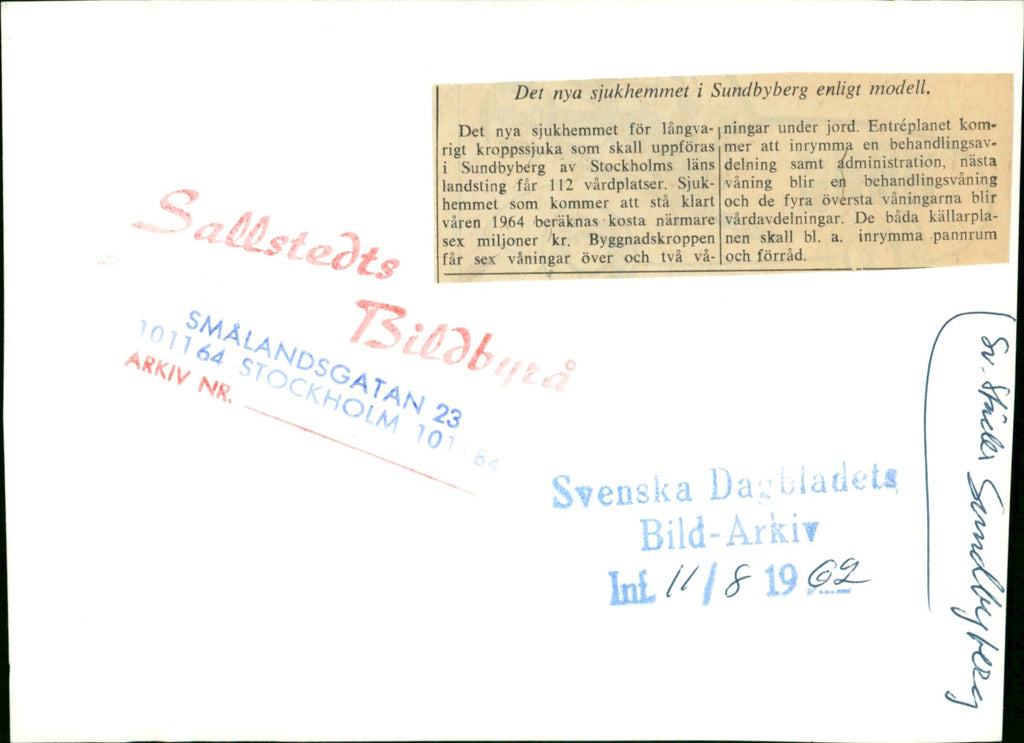 Det nya sjukhemmet i Sundbyberg enligt modell.
Det nya sjukhemmet för långva-
rigt kroppssjuka som skall uppföras
i Sundbyberg av Stockholms läns
landsting får 112 vårdplatser. Sjuk-
hemmet som kommer att stå klart
våren 1964 beräknas kosta närmare
sex miljoner kr. Byggnadskroppen
får sex våningar över och två vå-
ningar under jord. Entréplanet kom-
mer att inrymma en behandlingsav-
delning samt administration, nästa
våning blir en behandlingsvåning
och de fyra översta våningarna blir
vårdavdelningar. De båda källarpla-
nen skall bl. a. inrymma pannrum
och förråd.
Sallstedts
Bildbyrå
SMÅLANDSGATAN 23
101164 STOCKHOLM
ARKIV NR.
Svenska Dagbladets
Bild-Arkiv
Inf. 11/8 1962
Sv. Städer Sundbyberg